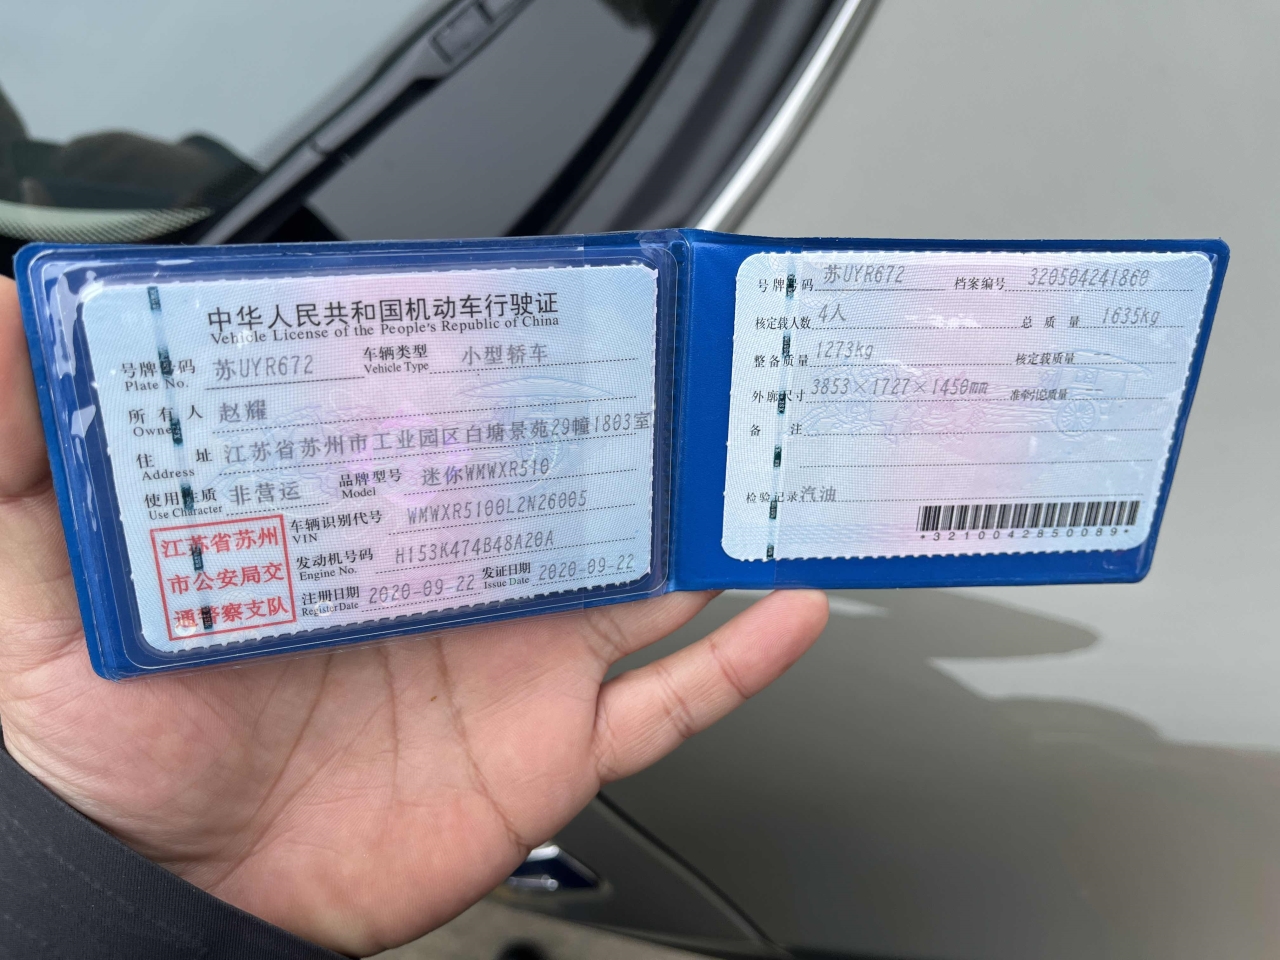 中华人民共和国机动车行驶证
Vehicle License of the People's Republic of China
号牌号码 苏UYR672 车辆类型 小型轿车
Plate No. Vehicle Type
所有人 赵耀
Owner
住址 江苏省苏州市工业园区白塘景苑29幢1803室
Address
使用性质 非营运 品牌型号 迷你WMWXR510
Use Character Model
车辆识别代号 WMWXR5100L2N26005
VIN
发动机号码 H153K474B48A20A
Engine No.
注册日期 2020-09-22 发证日期 2020-09-22
Register Date Issue Date
江苏省苏州
市公安局交
通警察支队
号牌号码 苏UYR672 档案编号 320504241860
核定载人数 4人 总质量 1635kg
整备质量 1273kg 核定载质量 --
外廓尺寸 3853×1727×1450mm 准牵引总质量 --
备注
检验记录 汽油
*3210042850089*